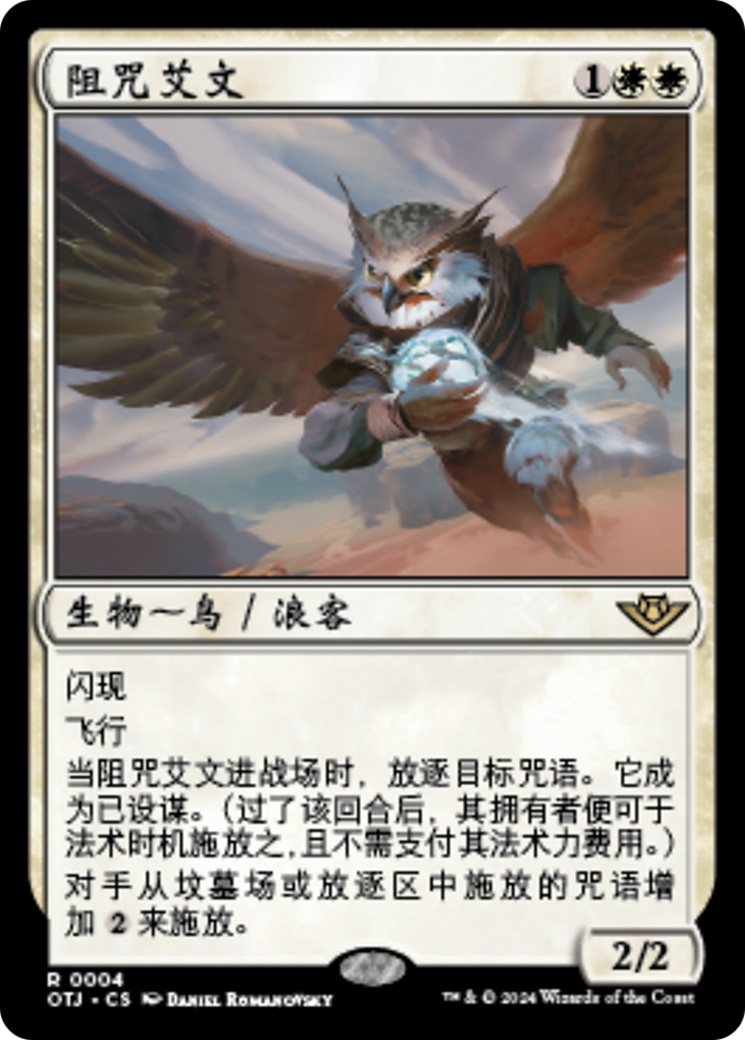 阻咒艾文 1
生物～鸟 / 浪客
闪现
飞行
当阻咒艾文进战场时，放逐目标咒语。它成
为已设谋。（过了该回合后，其拥有者便可于
法术时机施放之，且不需支付其法术力费用。）
对手从坟墓场或放逐区中施放的咒语增
加 2 来施放。
2/2
R 0004
OTJ • CS DANIEL ROMANOVSKY
™ & © 2024 Wizards of the Coast